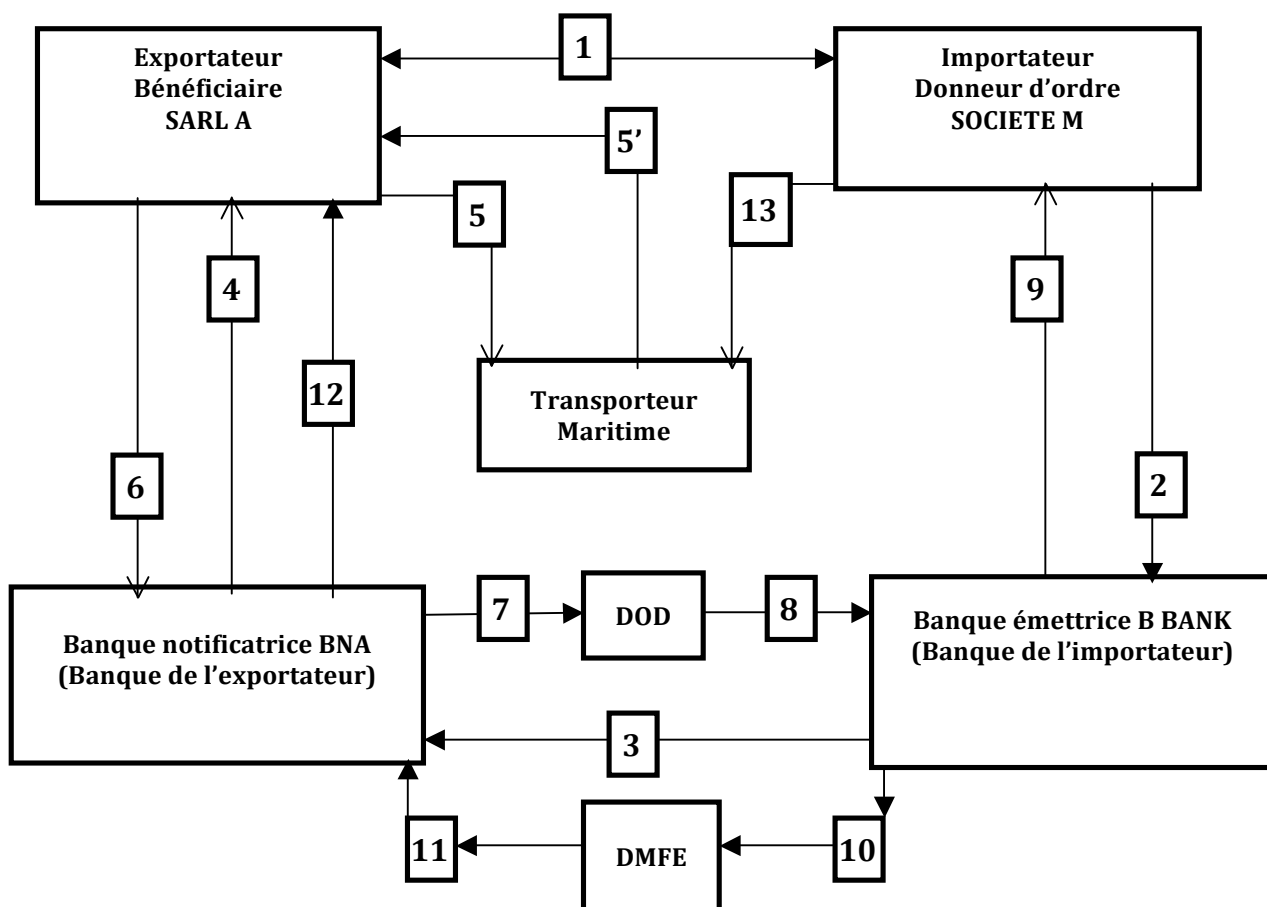 Exportateur
Bénéficiaire
SARL A
1
Importateur
Donneur d'ordre
SOCIETE M
5'
5
13
4
9
12
Transporteur
Maritime
6
2
7
DOD
8
Banque notificatrice BNA
(Banque de l'exportateur)
Banque émettrice B BANK
(Banque de l'importateur)
3
11
DMFE
10